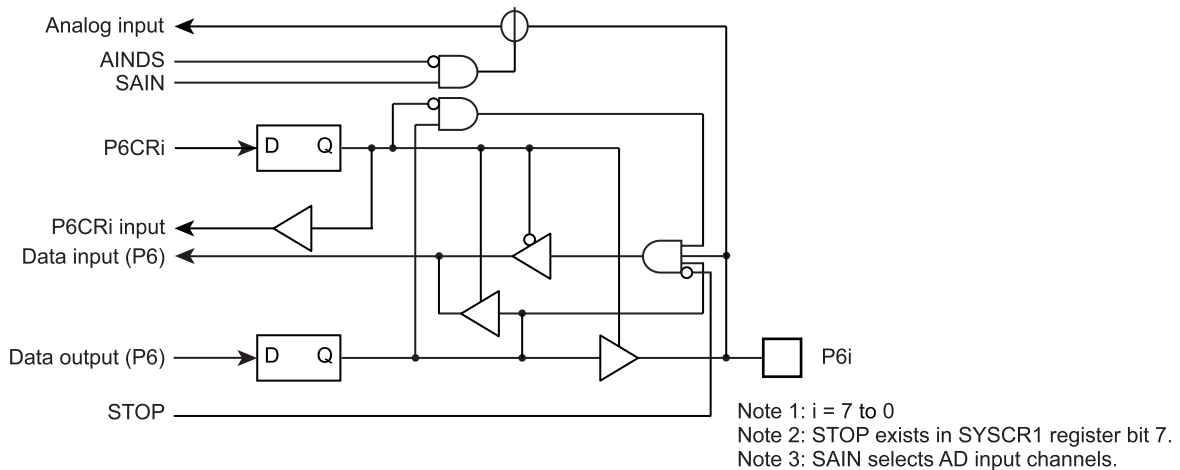 Analog input
AINDS
SAIN
P6CRi
D Q
P6CRi input
Data input (P6)
Data output (P6)
D Q
P6i
STOP
Note 1: i = 7 to 0
Note 2: STOP exists in SYSCR1 register bit 7.
Note 3: SAIN selects AD input channels.